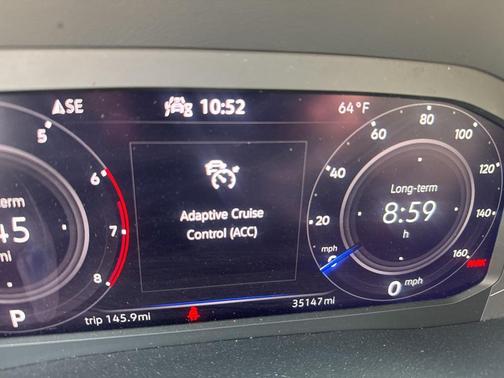 SE 10:52 64°F
5
6
7
8
45
mi
P
Adaptive Cruise
Control (ACC)
trip 145.9mi 35147mi
20
40
60
80
100
120
140
160
mph
Long-term
8:59
h
0 mph